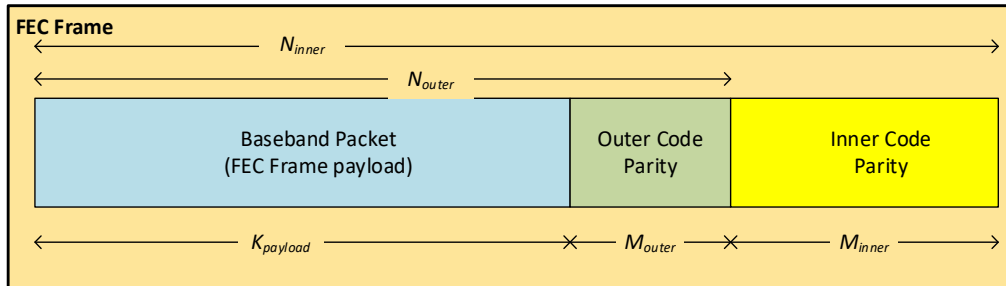 FEC Frame
N_inner
N_outer
Baseband Packet
(FEC Frame payload)
Outer Code
Parity
Inner Code
Parity
K_payload
M_outer
M_inner